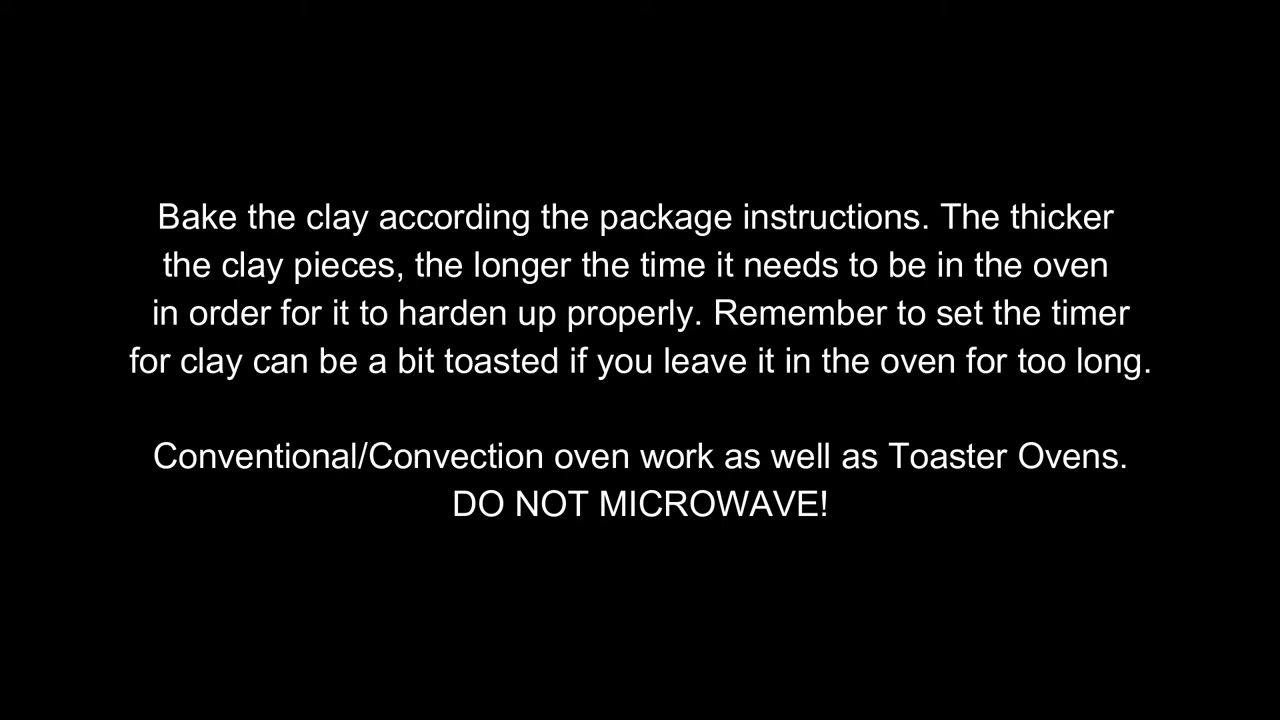 Bake the clay according the package instructions. The thicker
the clay pieces, the longer the time it needs to be in the oven
in order for it to harden up properly. Remember to set the timer
for clay can be a bit toasted if you leave it in the oven for too long.
Conventional/Convection oven work as well as Toaster Ovens.
DO NOT MICROWAVE!